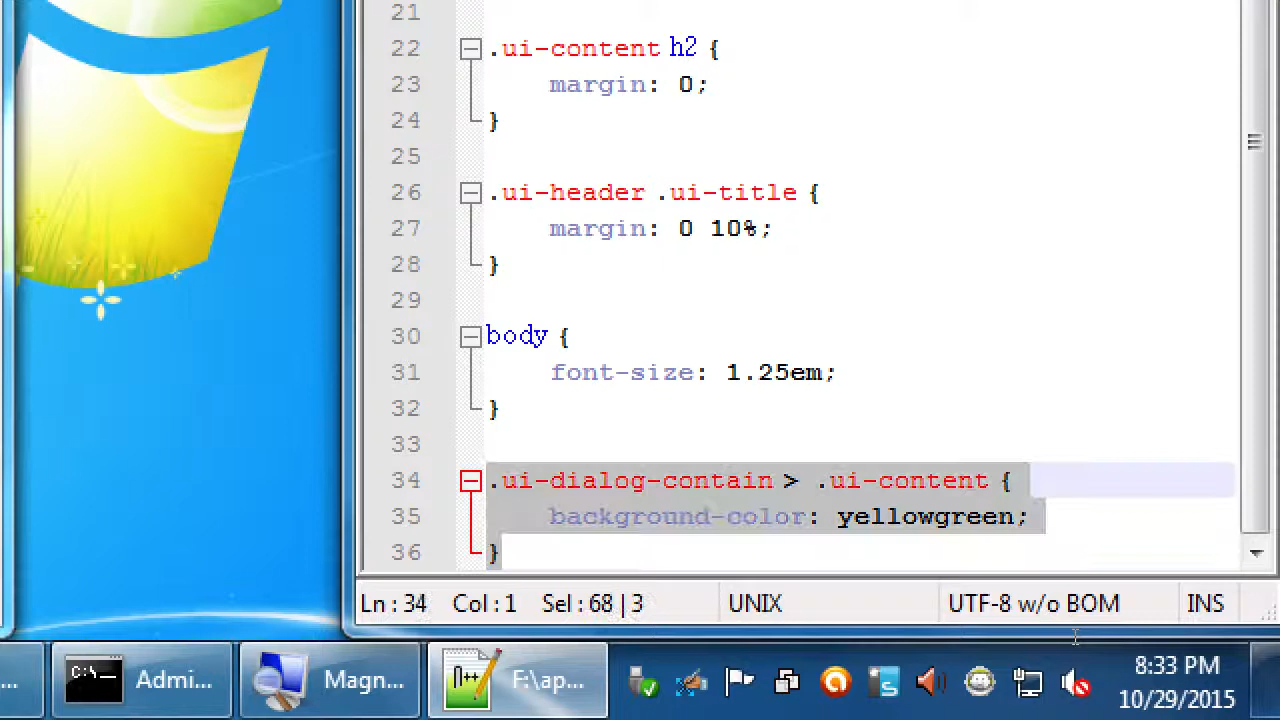 21
22 .ui-content h2 {
23 margin: 0;
24 }
25
26 .ui-header .ui-title {
27 margin: 0 10%;
28 }
29
30 body {
31 font-size: 1.25em;
32 }
33
34 .ui-dialog-contain > .ui-content {
35 background-color: yellowgreen;
36 }
Ln : 34 Col : 1 Sel : 68 | 3 UNIX UTF-8 w/o BOM INS
... C:\_ Admi... Magn... n++ F:\ap... S 8:33 PM
10/29/2015